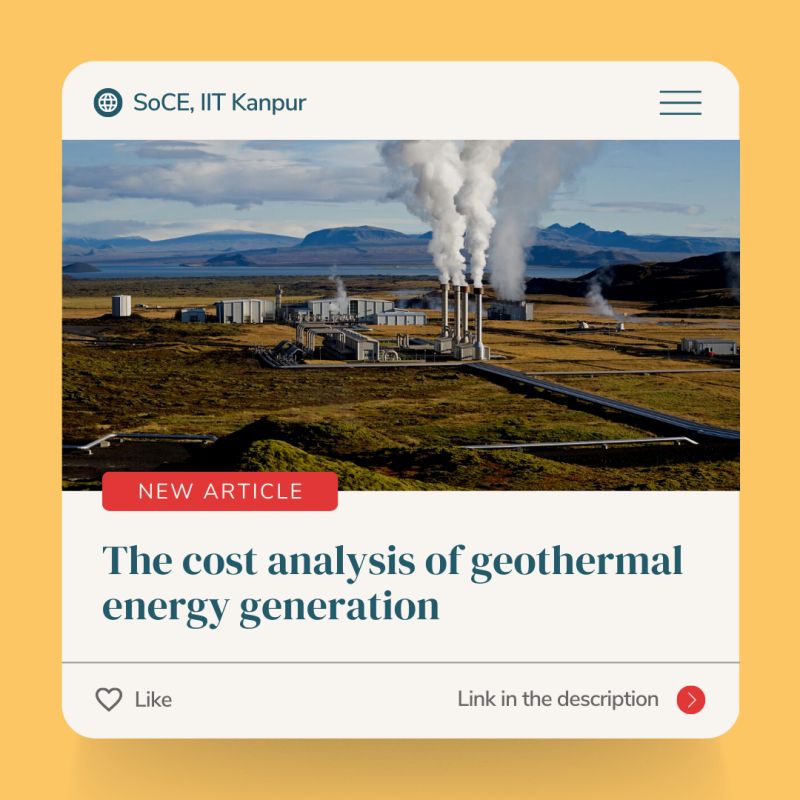 SoCE, IIT Kanpur
NEW ARTICLE
The cost analysis of geothermal
energy generation
Like
Link in the description